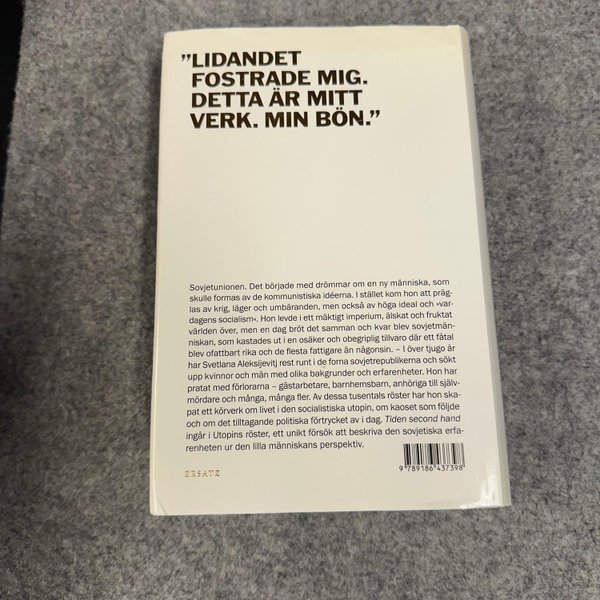 ”LIDANDET
FOSTRADE MIG.
DETTA ÄR MITT
VERK. MIN BÖN.”
Sovjetunionen. Det började med drömmar om en ny människa, som
skulle formas av de kommunistiska idéerna. I stället kom hon att präg-
las av krig, läger och umbäranden, men också av höga ideal och »var-
dagens socialism«. Hon levde i ett mäktigt imperium, älskat och fruktat
världen över, men en dag bröt det samman och kvar blev sovjetmän-
niskan, som kastades ut i en osäker och obegriplig tillvaro där ett fåtal
blev ofattbart rika och de flesta fattigare än någonsin. – I över tjugo år
har Svetlana Aleksijevitj rest runt i de forna sovjetrepublikerna och sökt
upp kvinnor och män med olika bakgrunder och erfarenheter. Hon har
pratat med förlorarna – gästarbetare, barnhemsbarn, anhöriga till själv-
mördare och många, många fler. Av dessa tusentals röster har hon ska-
pat ett körverk om livet i den socialistiska utopin, om kaoset som följde
och om det tilltagande politiska förtrycket av i dag. Tiden second hand
ingår i Utopins röster, ett unikt försök att beskriva den sovjetiska erfa-
renheten ur den lilla människans perspektiv.
ERSATZ
9 789186 437398